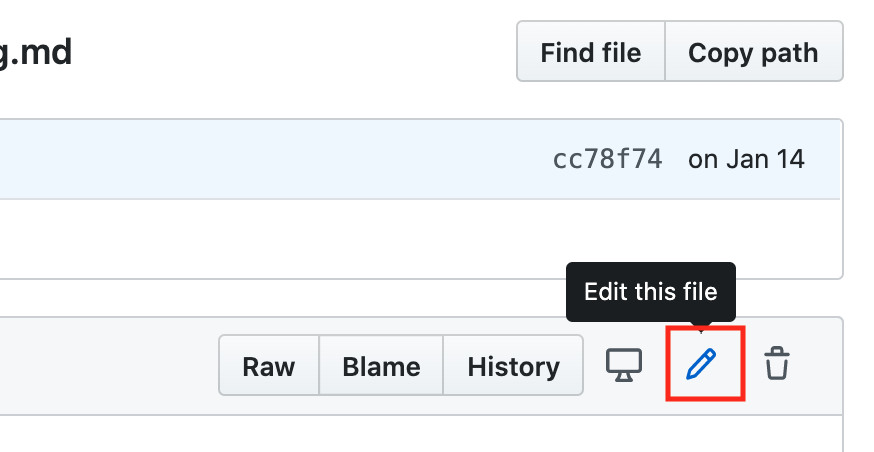 g.md
Find file Copy path
cc78f74 on Jan 14
Edit this file
Raw Blame History